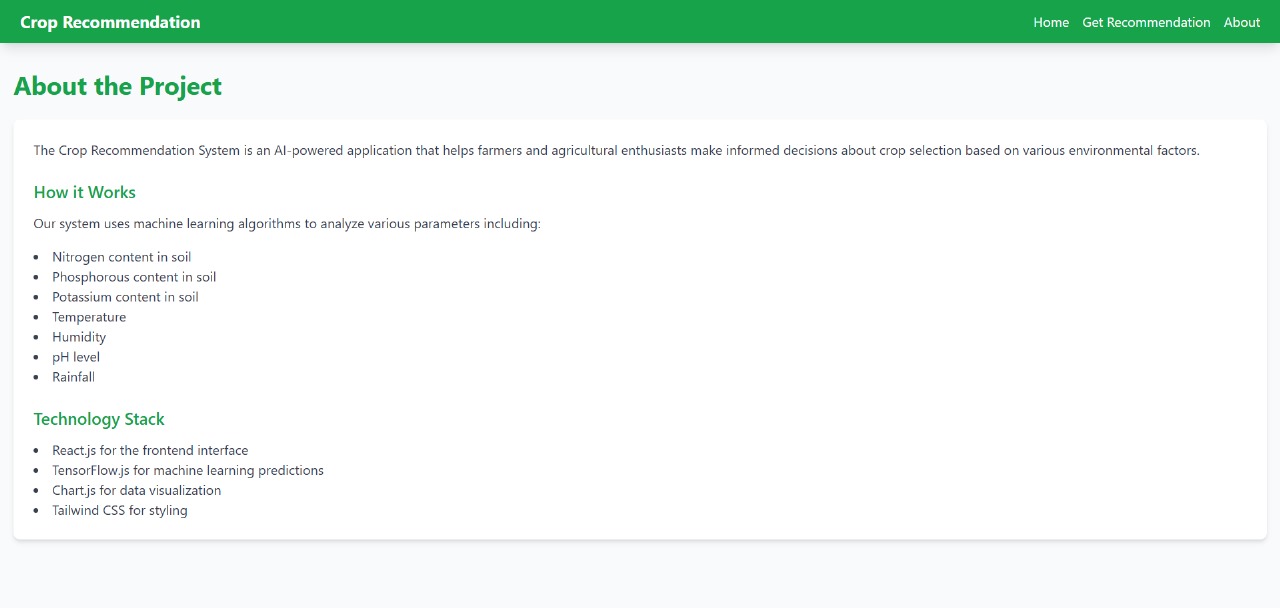 Crop Recommendation
Home Get Recommendation About
About the Project
The Crop Recommendation System is an AI-powered application that helps farmers and agricultural enthusiasts make informed decisions about crop selection based on various environmental factors.
How it Works
Our system uses machine learning algorithms to analyze various parameters including:
• Nitrogen content in soil
• Phosphorous content in soil
• Potassium content in soil
• Temperature
• Humidity
• pH level
• Rainfall
Technology Stack
• React.js for the frontend interface
• TensorFlow.js for machine learning predictions
• Chart.js for data visualization
• Tailwind CSS for styling